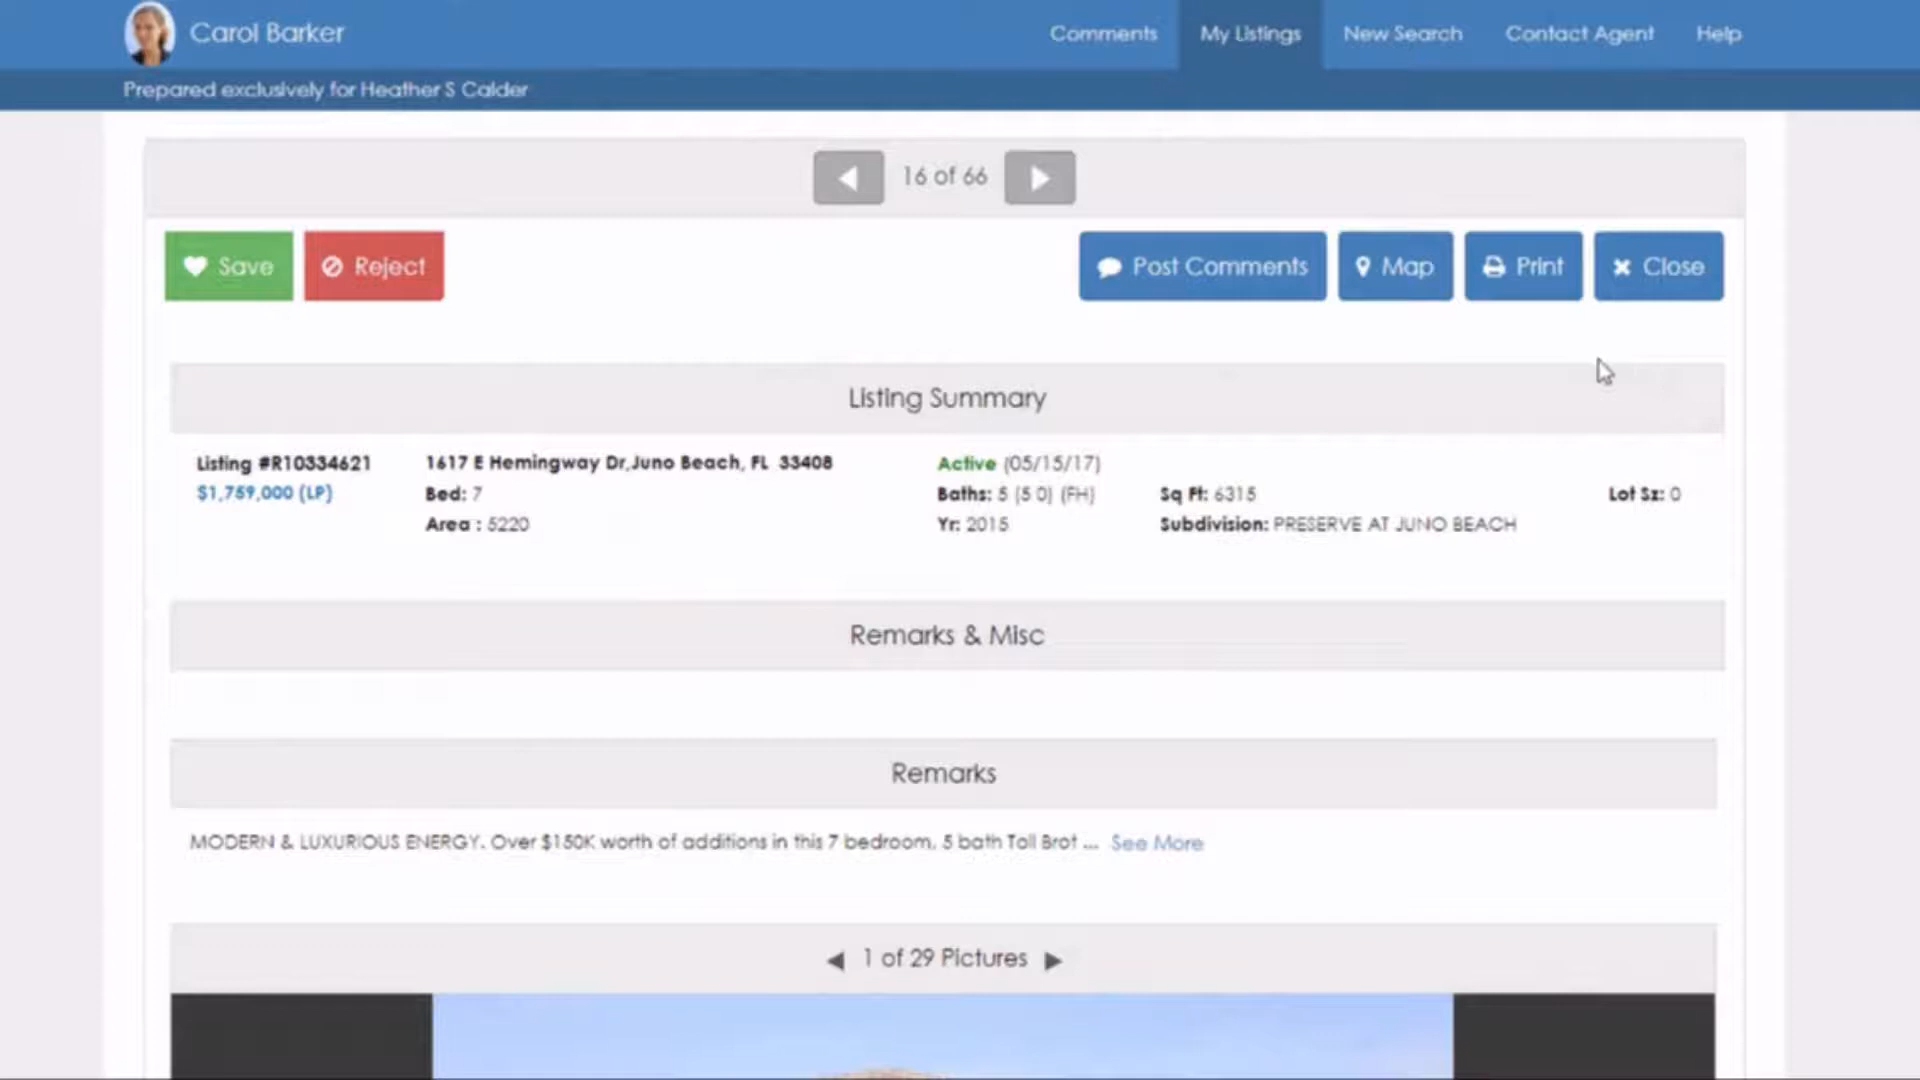 Carol Barker
Comments
My Listings
New Search
Contact Agent
Help
Prepared exclusively for Heather S Calder
16 of 66
Save
Reject
Post Comments
Map
Print
Close
Listing Summary
Listing #R10334621
$1,759,000 (LP)
1617 E Hemingway Dr,Juno Beach, FL 33408
Bed: 7
Area : 5220
Active (05/15/17)
Baths: 5 (5 0) (FH)
Yr: 2015
Sq Ft: 6315
Subdivision: PRESERVE AT JUNO BEACH
Lot Sz: 0
Remarks & Misc
Remarks
MODERN & LUXURIOUS ENERGY. Over $150K worth of additions in this 7 bedroom, 5 bath Toll Brot ... See More
1 of 29 Pictures